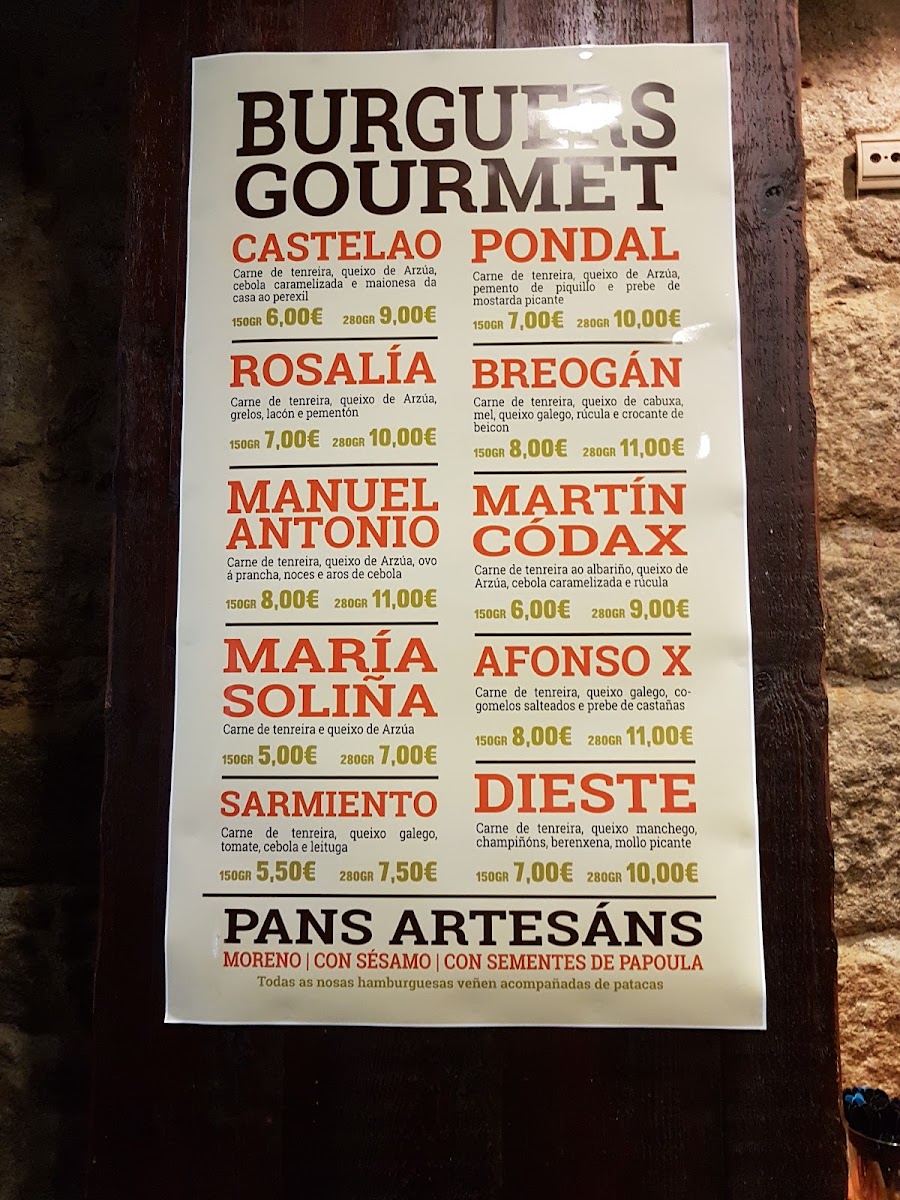 BURGUERS
GOURMET
CASTELAO
Carne de tenreira, queixo de Arzúa,
cebola caramelizada e maionesa da
casa ao perexil
150GR 6,00€ 280GR 9,00€
ROSALÍA
Carne de tenreira, queixo de Arzúa,
grelos, lacón e pementón
150GR 7,00€ 280GR 10,00€
MANUEL
ANTONIO
Carne de tenreira, queixo de Arzúa, ovo
á prancha, noces e aros de cebola
150GR 8,00€ 280GR 11,00€
MARÍA
SOLIÑA
Carne de tenreira e queixo de Arzúa
150GR 5,00€ 280GR 7,00€
SARMIENTO
Carne de tenreira, queixo galego,
tomate, cebola e leituga
150GR 5,50€ 280GR 7,50€
PONDAL
Carne de tenreira, queixo de Arzúa,
pemento de piquillo e prebe de
mostarda picante
150GR 7,00€ 280GR 10,00€
BREOGÁN
Carne de tenreira, queixo de cabuxa,
mel, queixo galego, rúcula e crocante de
beicon
150GR 8,00€ 280GR 11,00€
MARTÍN
CÓDAX
Carne de tenreira ao albariño, queixo de
Arzúa, cebola caramelizada e rúcula
150GR 6,00€ 280GR 9,00€
AFONSO X
Carne de tenreira, queixo galego, co-
gomelos salteados e prebe de castañas
150GR 8,00€ 280GR 11,00€
DIESTE
Carne de tenreira, queixo manchego,
champiñóns, berenxena, mollo picante
150GR 7,00€ 280GR 10,00€
PANS ARTESÁNS
MORENO | CON SÉSAMO | CON SEMENTES DE PAPOULA
Todas as nosas hamburguesas veñen acompañadas de patacas